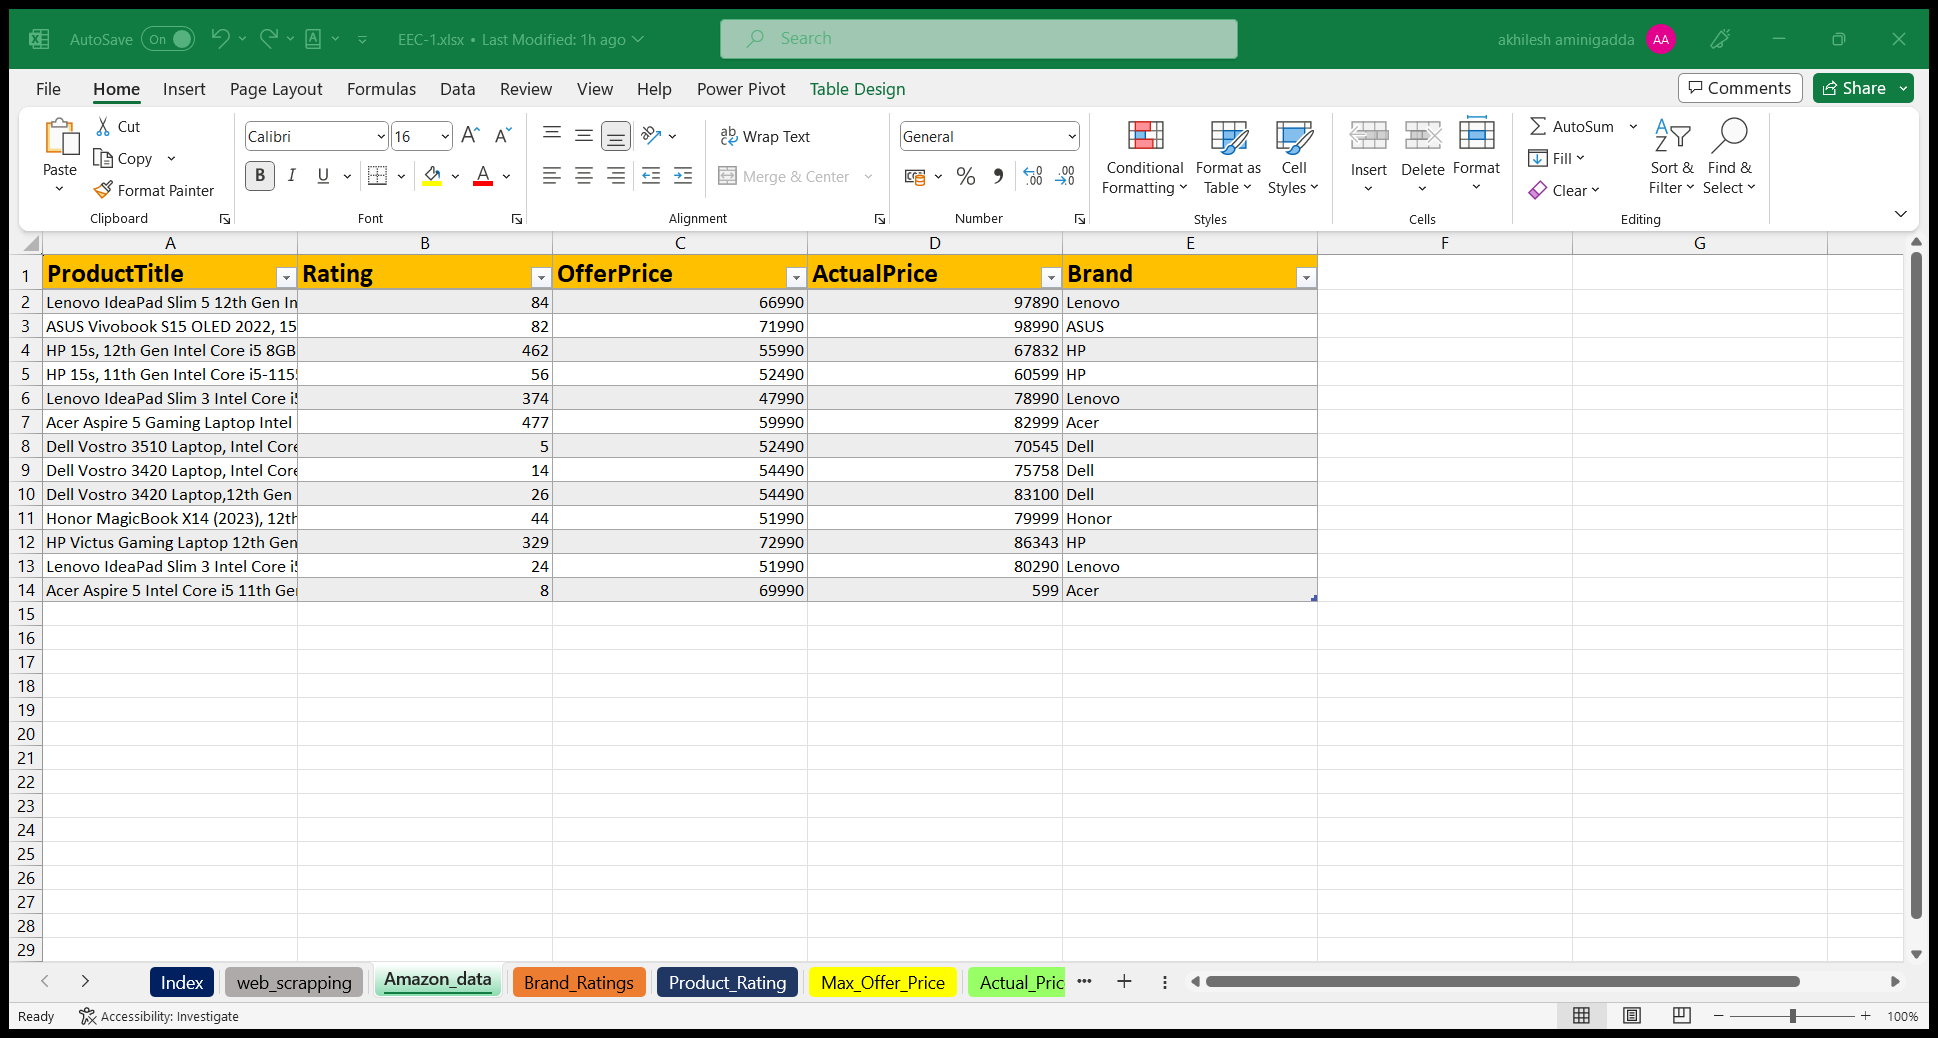 AutoSave On EEC-1.xlsx • Last Modified: 1h ago Search akhilesh aminigadda AA
File Home Insert Page Layout Formulas Data Review View Help Power Pivot Table Design Comments Share
Paste Cut Copy Format Painter Clipboard
Calibri 16 B I U A Font
Wrap Text Merge & Center Alignment
General % Number
Conditional Formatting Format as Table Cell Styles Styles
Insert Delete Format Cells
AutoSum Fill Clear Sort & Filter Find & Select Editing
A B C D E F G
1 ProductTitle Rating OfferPrice ActualPrice Brand
2 Lenovo IdeaPad Slim 5 12th Gen In 84 66990 97890 Lenovo
3 ASUS Vivobook S15 OLED 2022, 15 82 71990 98990 ASUS
4 HP 15s, 12th Gen Intel Core i5 8GB 462 55990 67832 HP
5 HP 15s, 11th Gen Intel Core i5-115 56 52490 60599 HP
6 Lenovo IdeaPad Slim 3 Intel Core i5 374 47990 78990 Lenovo
7 Acer Aspire 5 Gaming Laptop Intel 477 59990 82999 Acer
8 Dell Vostro 3510 Laptop, Intel Core 5 52490 70545 Dell
9 Dell Vostro 3420 Laptop, Intel Core 14 54490 75758 Dell
10 Dell Vostro 3420 Laptop,12th Gen 26 54490 83100 Dell
11 Honor MagicBook X14 (2023), 12th 44 51990 79999 Honor
12 HP Victus Gaming Laptop 12th Gen 329 72990 86343 HP
13 Lenovo IdeaPad Slim 3 Intel Core i5 24 51990 80290 Lenovo
14 Acer Aspire 5 Intel Core i5 11th Gen 8 69990 599 Acer
15
16
17
18
19
20
21
22
23
24
25
26
27
28
29
Index web_scrapping Amazon_data Brand_Ratings Product_Rating Max_Offer_Price Actual_Pric
Ready Accessibility: Investigate 100%